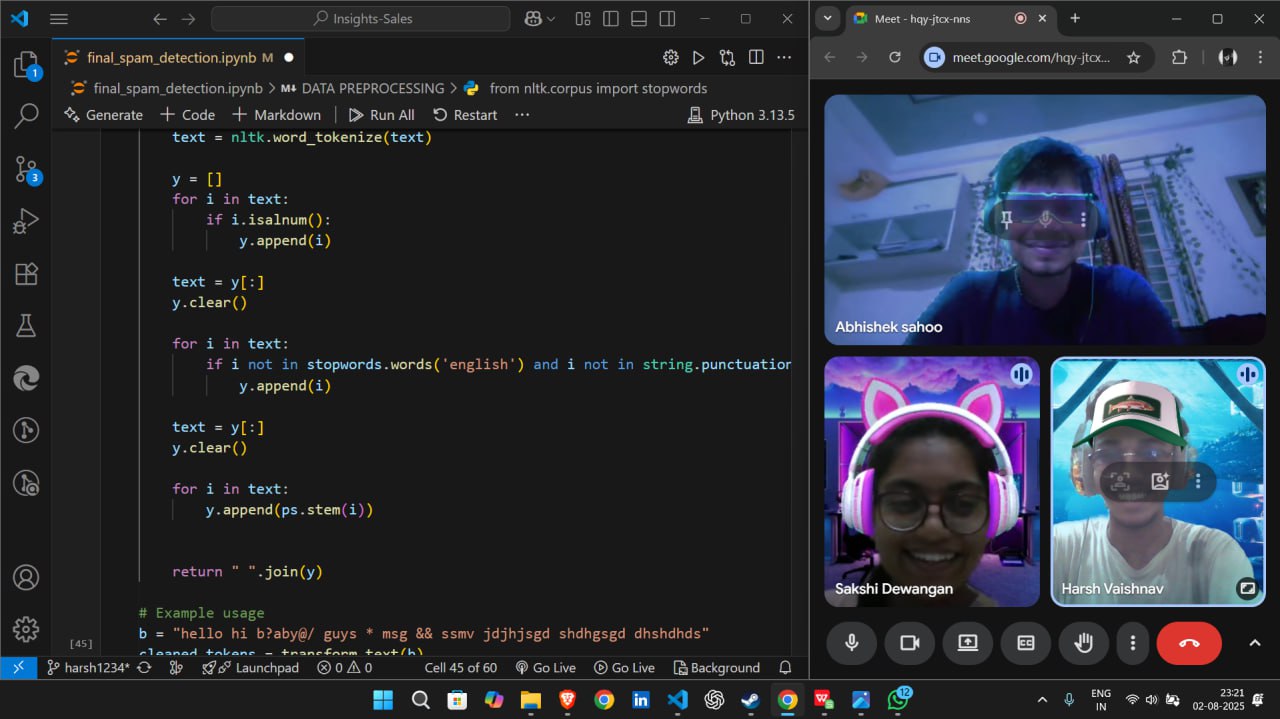 Insights-Sales
final_spam_detection.ipynb M
final_spam_detection.ipynb > M↓ DATA PREPROCESSING > from nltk.corpus import stopwords
Generate + Code + Markdown Run All Restart ··· Python 3.13.5
text = nltk.word_tokenize(text)
y = []
for i in text:
if i.isalnum():
y.append(i)
text = y[:]
y.clear()
for i in text:
if i not in stopwords.words('english') and i not in string.punctuation
y.append(i)
text = y[:]
y.clear()
for i in text:
y.append(ps.stem(i))
return " ".join(y)
# Example usage
[45]
b = "hello hi b?aby@/ guys * msg && ssmv jdjhjsgd shdhgsgd dhshdhds"
cleaned_tokens = transform_text(b)
harsh1234* Launchpad 0 0 Cell 45 of 60 Go Live Go Live Background
1
3
Meet - hqy-jtcx-nns
meet.google.com/hqy-jtcx...
Abhishek sahoo
Sakshi Dewangan
Harsh Vaishnav
12
ENG
IN
23:21
02-08-2025